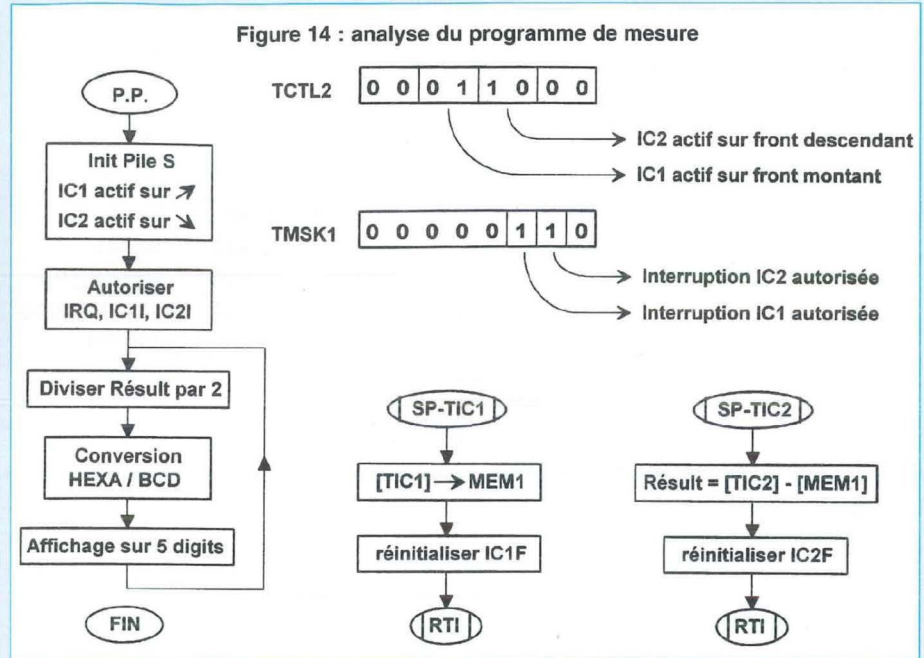 Figure 14 : analyse du programme de mesure
P.P.
Init Pile S
IC1 actif sur ↗
IC2 actif sur ↘
Autoriser
IRQ, IC1I, IC2I
Diviser Résult par 2
Conversion
HEXA / BCD
Affichage sur 5 digits
FIN
TCTL2 0 0 0 1 1 0 0 0
IC2 actif sur front descendant
IC1 actif sur front montant
TMSK1 0 0 0 0 0 1 1 0
Interruption IC2 autorisée
Interruption IC1 autorisée
SP-TIC1
[TIC1] → MEM1
réinitialiser IC1F
RTI
SP-TIC2
Résult = [TIC2] - [MEM1]
réinitialiser IC2F
RTI